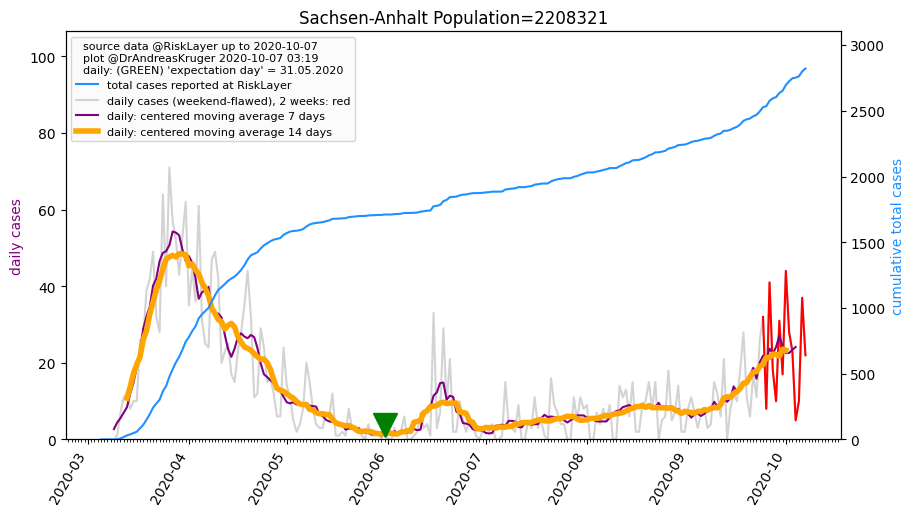 Sachsen-Anhalt Population=2208321
source data @RiskLayer up to 2020-10-07
plot @DrAndreasKruger 2020-10-07 03:19
daily: (GREEN) 'expectation day' = 31.05.2020
total cases reported at RiskLayer
daily cases (weekend-flawed), 2 weeks: red
daily: centered moving average 7 days
daily: centered moving average 14 days
daily cases
100
80
60
40
20
0
cumulative total cases
3000
2500
2000
1500
1000
500
0
2020-03
2020-04
2020-05
2020-06
2020-07
2020-08
2020-09
2020-10